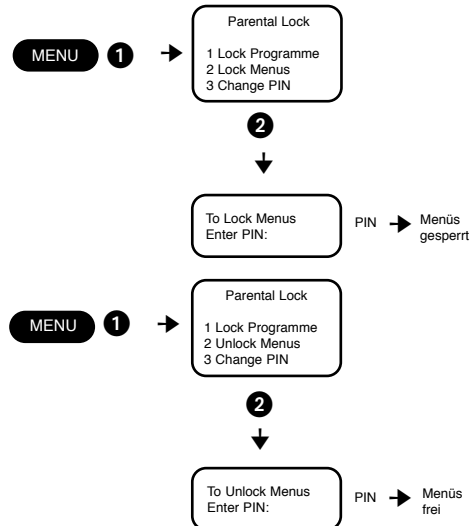 Parental Lock
MENU 1
1 Lock Programme
2 Lock Menus
3 Change PIN
2
To Lock Menus
Enter PIN:
PIN
Menüs
gesperrt
Parental Lock
MENU 1
1 Lock Programme
2 Unlock Menus
3 Change PIN
2
To Unlock Menus
Enter PIN:
PIN
Menüs
frei